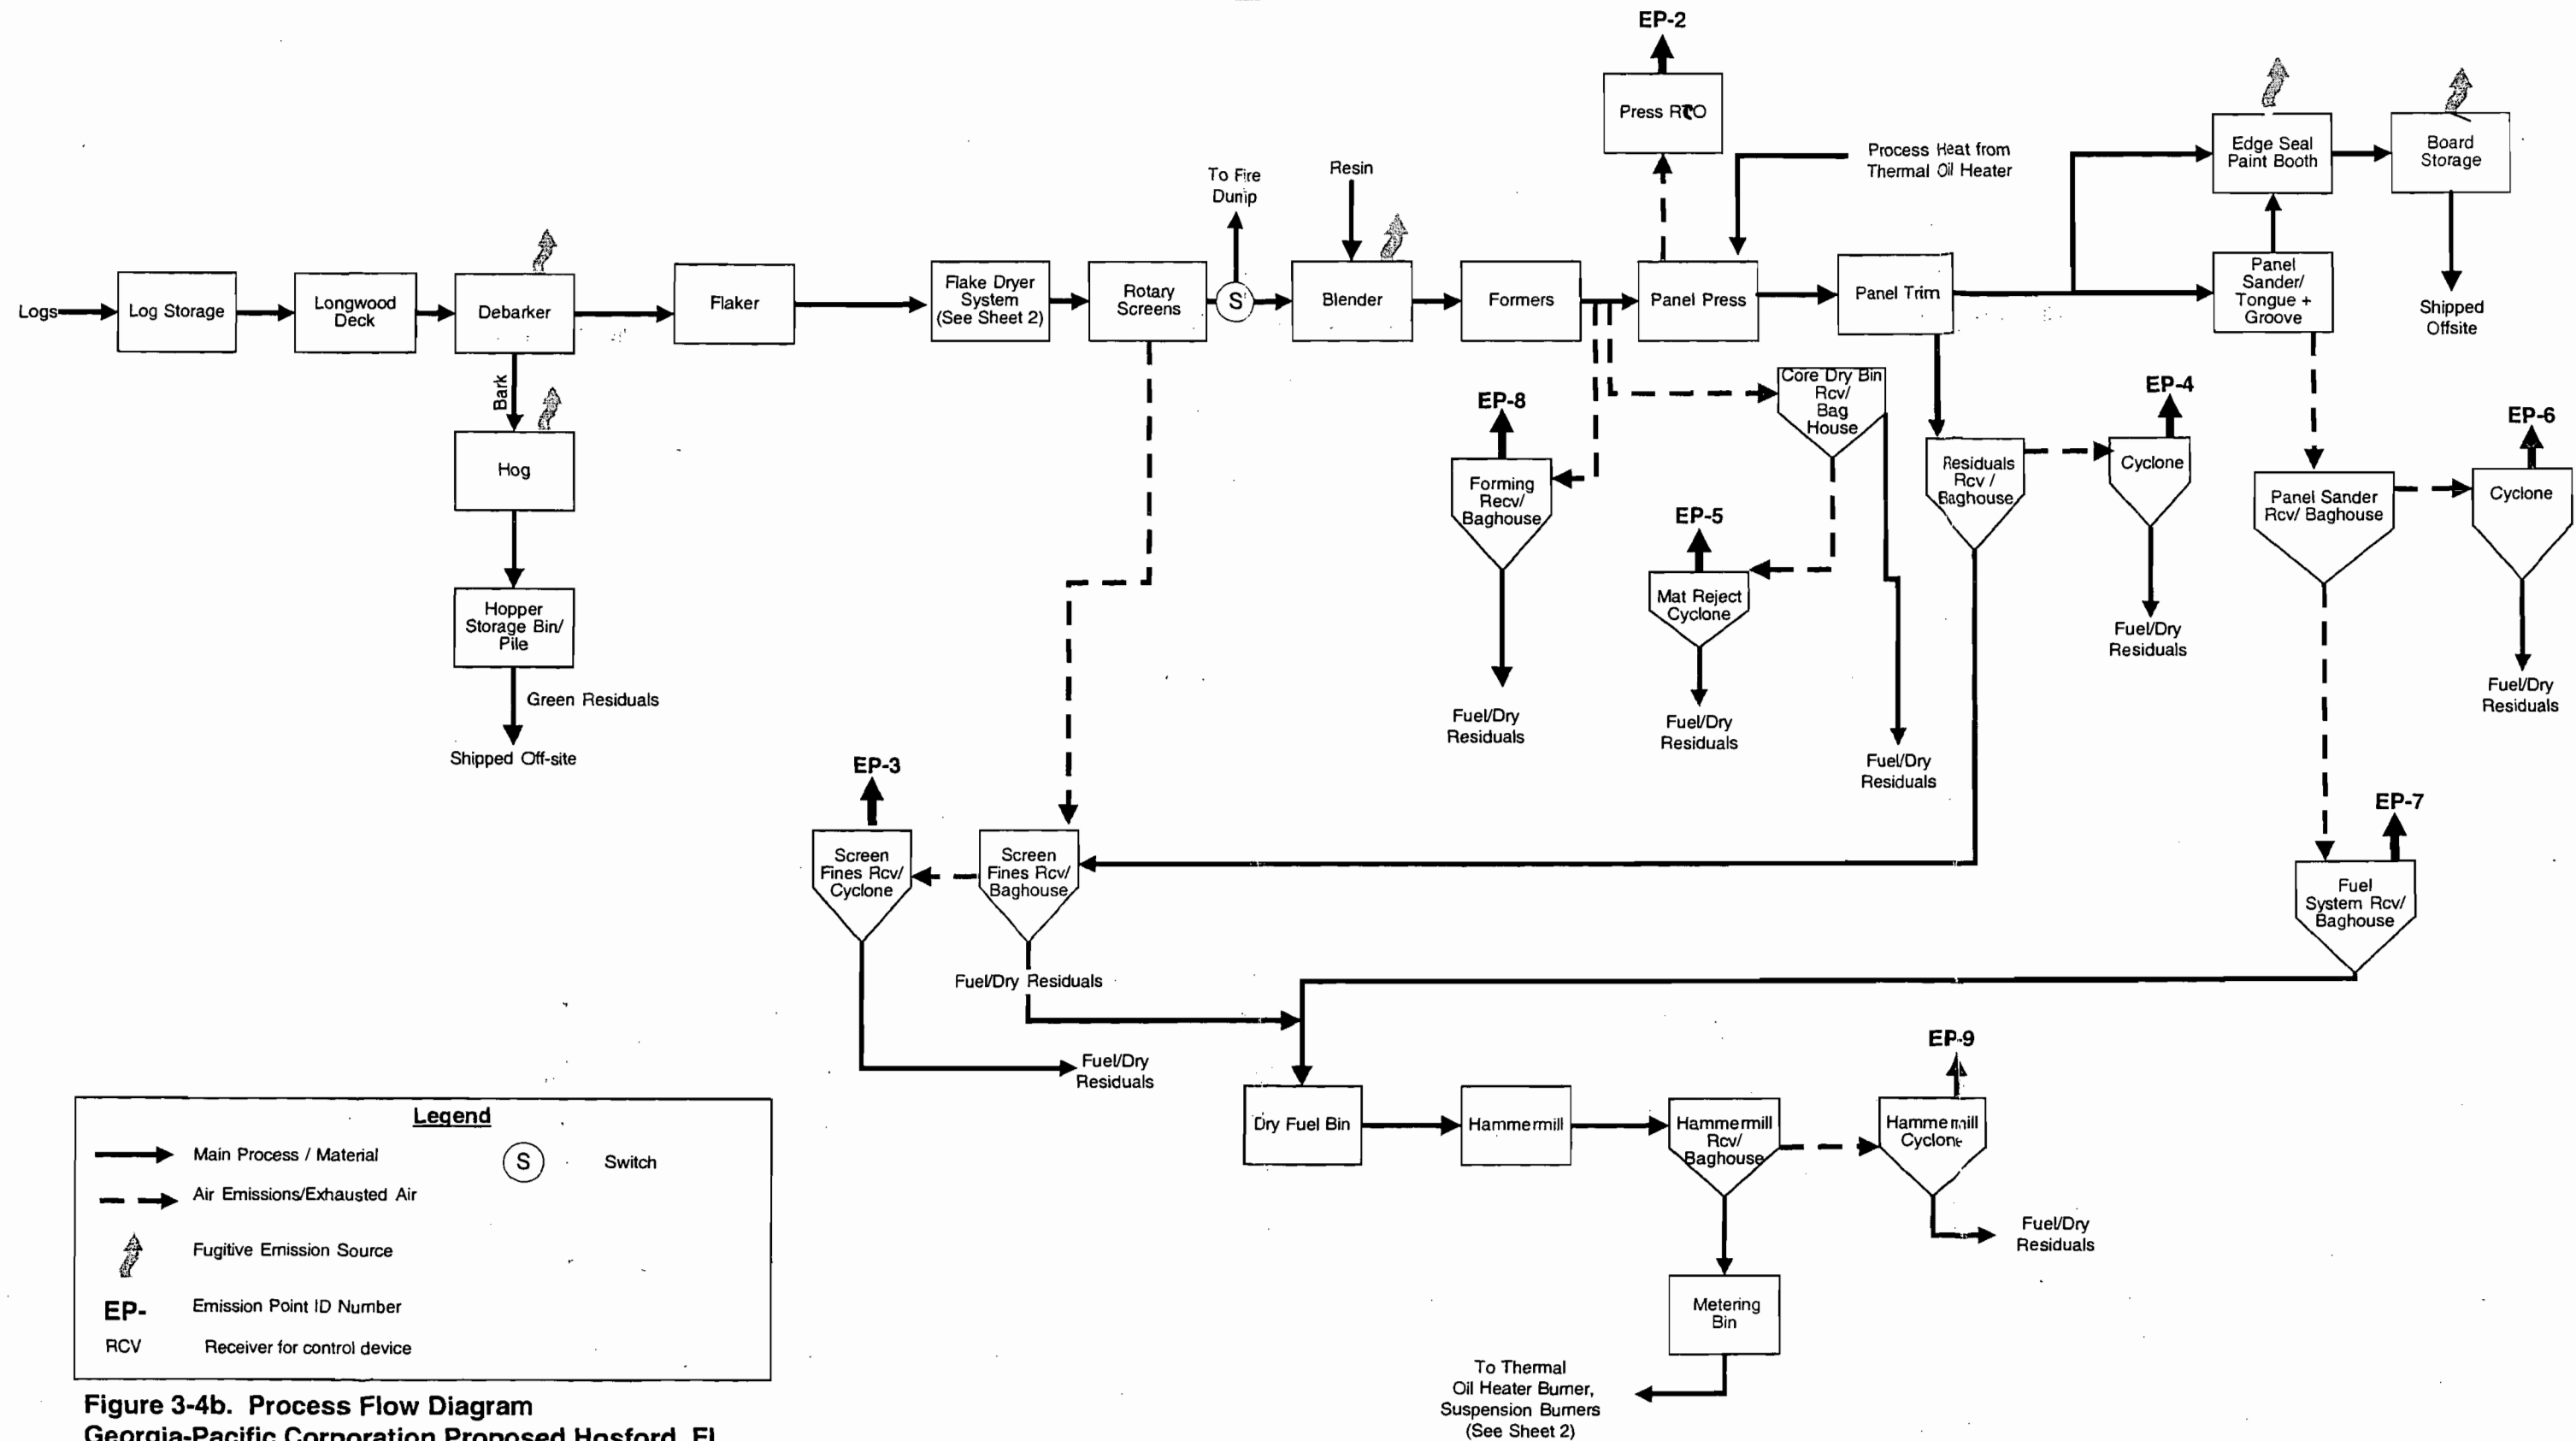 EP-2
Press RTO
Process Heat from
Thermal Oil Heater
Edge Seal
Paint Booth
Board
Storage
To Fire
Dump
Resin
Logs
Log Storage
Longwood
Deck
Debarker
Flaker
Flake Dryer
System
(See Sheet 2)
Rotary
Screens
S
Blender
Formers
Panel Press
Panel Trim
Panel
Sander/
Tongue +
Groove
Shipped
Offsite
Bark
Hog
Hopper
Storage Bin/
Pile
Green Residuals
Shipped Off-site
EP-8
Forming
Recv/
Baghouse
Fuel/Dry
Residuals
Core Dry Bin
Rcv/
Bag
House
EP-5
Mat Reject
Cyclone
Fuel/Dry
Residuals
Fuel/Dry
Residuals
Residuals
Rcv /
Baghouse
EP-4
Cyclone
Fuel/Dry
Residuals
Panel Sander
Rcv/ Baghouse
EP-6
Cyclone
Fuel/Dry
Residuals
EP-3
Screen
Fines Rcv/
Cyclone
Screen
Fines Rcv/
Baghouse
EP-7
Fuel
System Rcv/
Baghouse
Fuel/Dry Residuals
Fuel/Dry
Residuals
Dry Fuel Bin
Hammermill
Hammermill
Rcv/
Baghouse
EP-9
Hammermill
Cyclone
Fuel/Dry
Residuals
Metering
Bin
To Thermal
Oil Heater Burner,
Suspension Burners
(See Sheet 2)
Legend
Main Process / Material
S
Switch
Air Emissions/Exhausted Air
Fugitive Emission Source
EP-
Emission Point ID Number
RCV
Receiver for control device
Figure 3-4b. Process Flow Diagram
Georgia-Pacific Corporation Proposed Hosford, FL